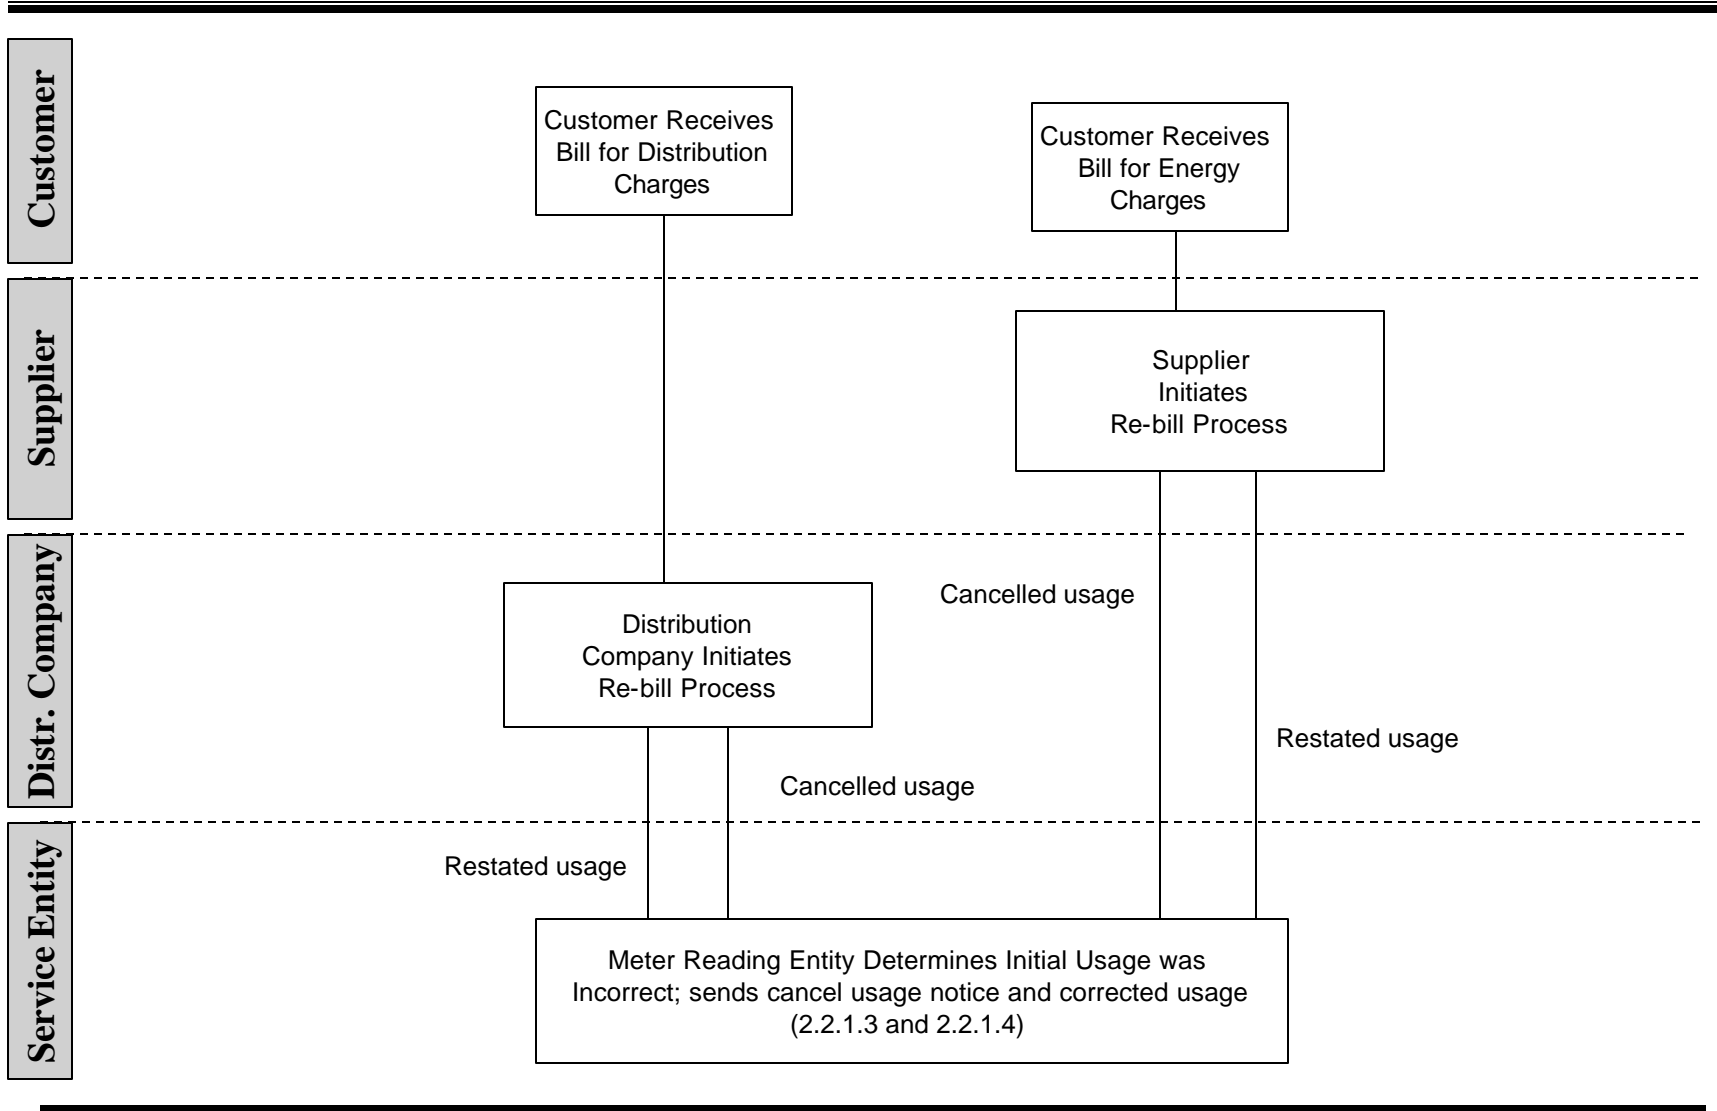 Customer
Customer Receives
Bill for Distribution
Charges
Customer Receives
Bill for Energy
Charges
Supplier
Supplier
Initiates
Re-bill Process
Distr. Company
Distribution
Company Initiates
Re-bill Process
Cancelled usage
Restated usage
Cancelled usage
Service Entity
Restated usage
Meter Reading Entity Determines Initial Usage was
Incorrect; sends cancel usage notice and corrected usage
(2.2.1.3 and 2.2.1.4)